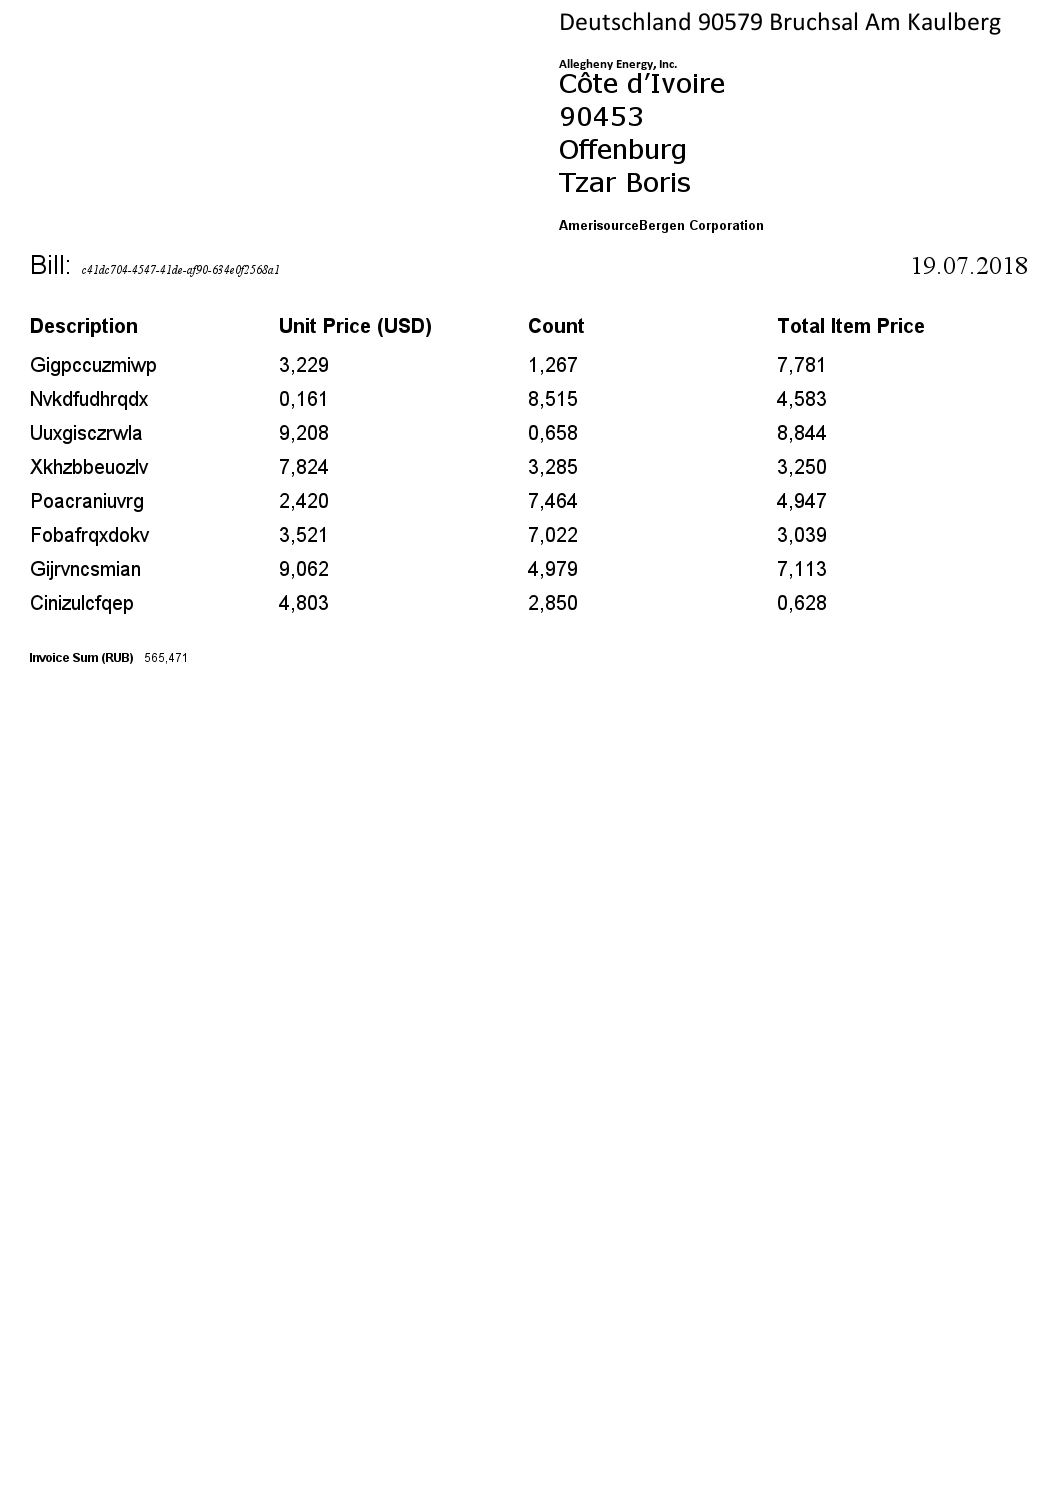 Deutschland 90579 Bruchsal Am Kaulberg
Allegheny Energy, Inc.
Côte d’Ivoire
90453
Offenburg
Tzar Boris
AmerisourceBergen Corporation
Bill: c41dc704-4547-41de-af90-634e0f2568a1 19.07.2018
Description Unit Price (USD) Count Total Item Price
Gigpccuzmiwp 3,229 1,267 7,781
Nvkdfudhrqdx 0,161 8,515 4,583
Uuxgisczrwla 9,208 0,658 8,844
Xkhzbbeuozlv 7,824 3,285 3,250
Poacraniuvrg 2,420 7,464 4,947
Fobafrqxdokv 3,521 7,022 3,039
Gijrvncsmian 9,062 4,979 7,113
Cinizulcfqep 4,803 2,850 0,628
Invoice Sum (RUB) 565,471